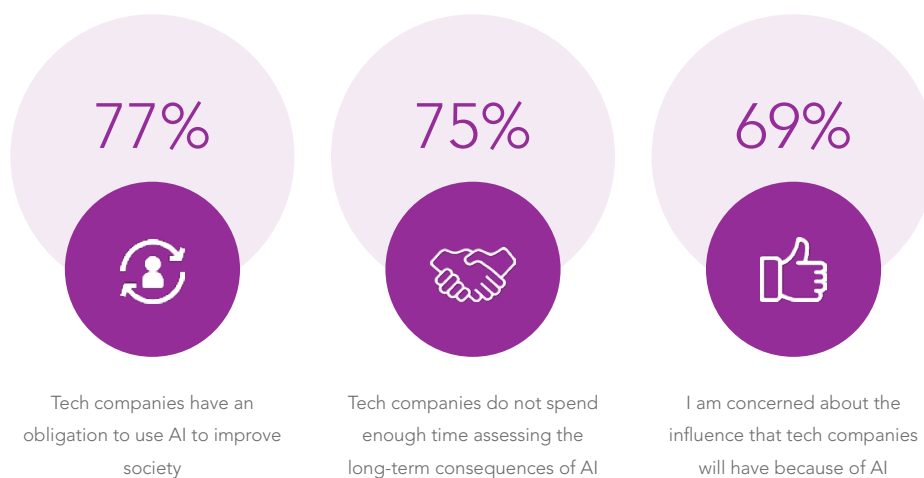 77%
Tech companies have an
obligation to use AI to improve
society
75%
Tech companies do not spend
enough time assessing the
long-term consequences of AI
69%
I am concerned about the
influence that tech companies
will have because of AI